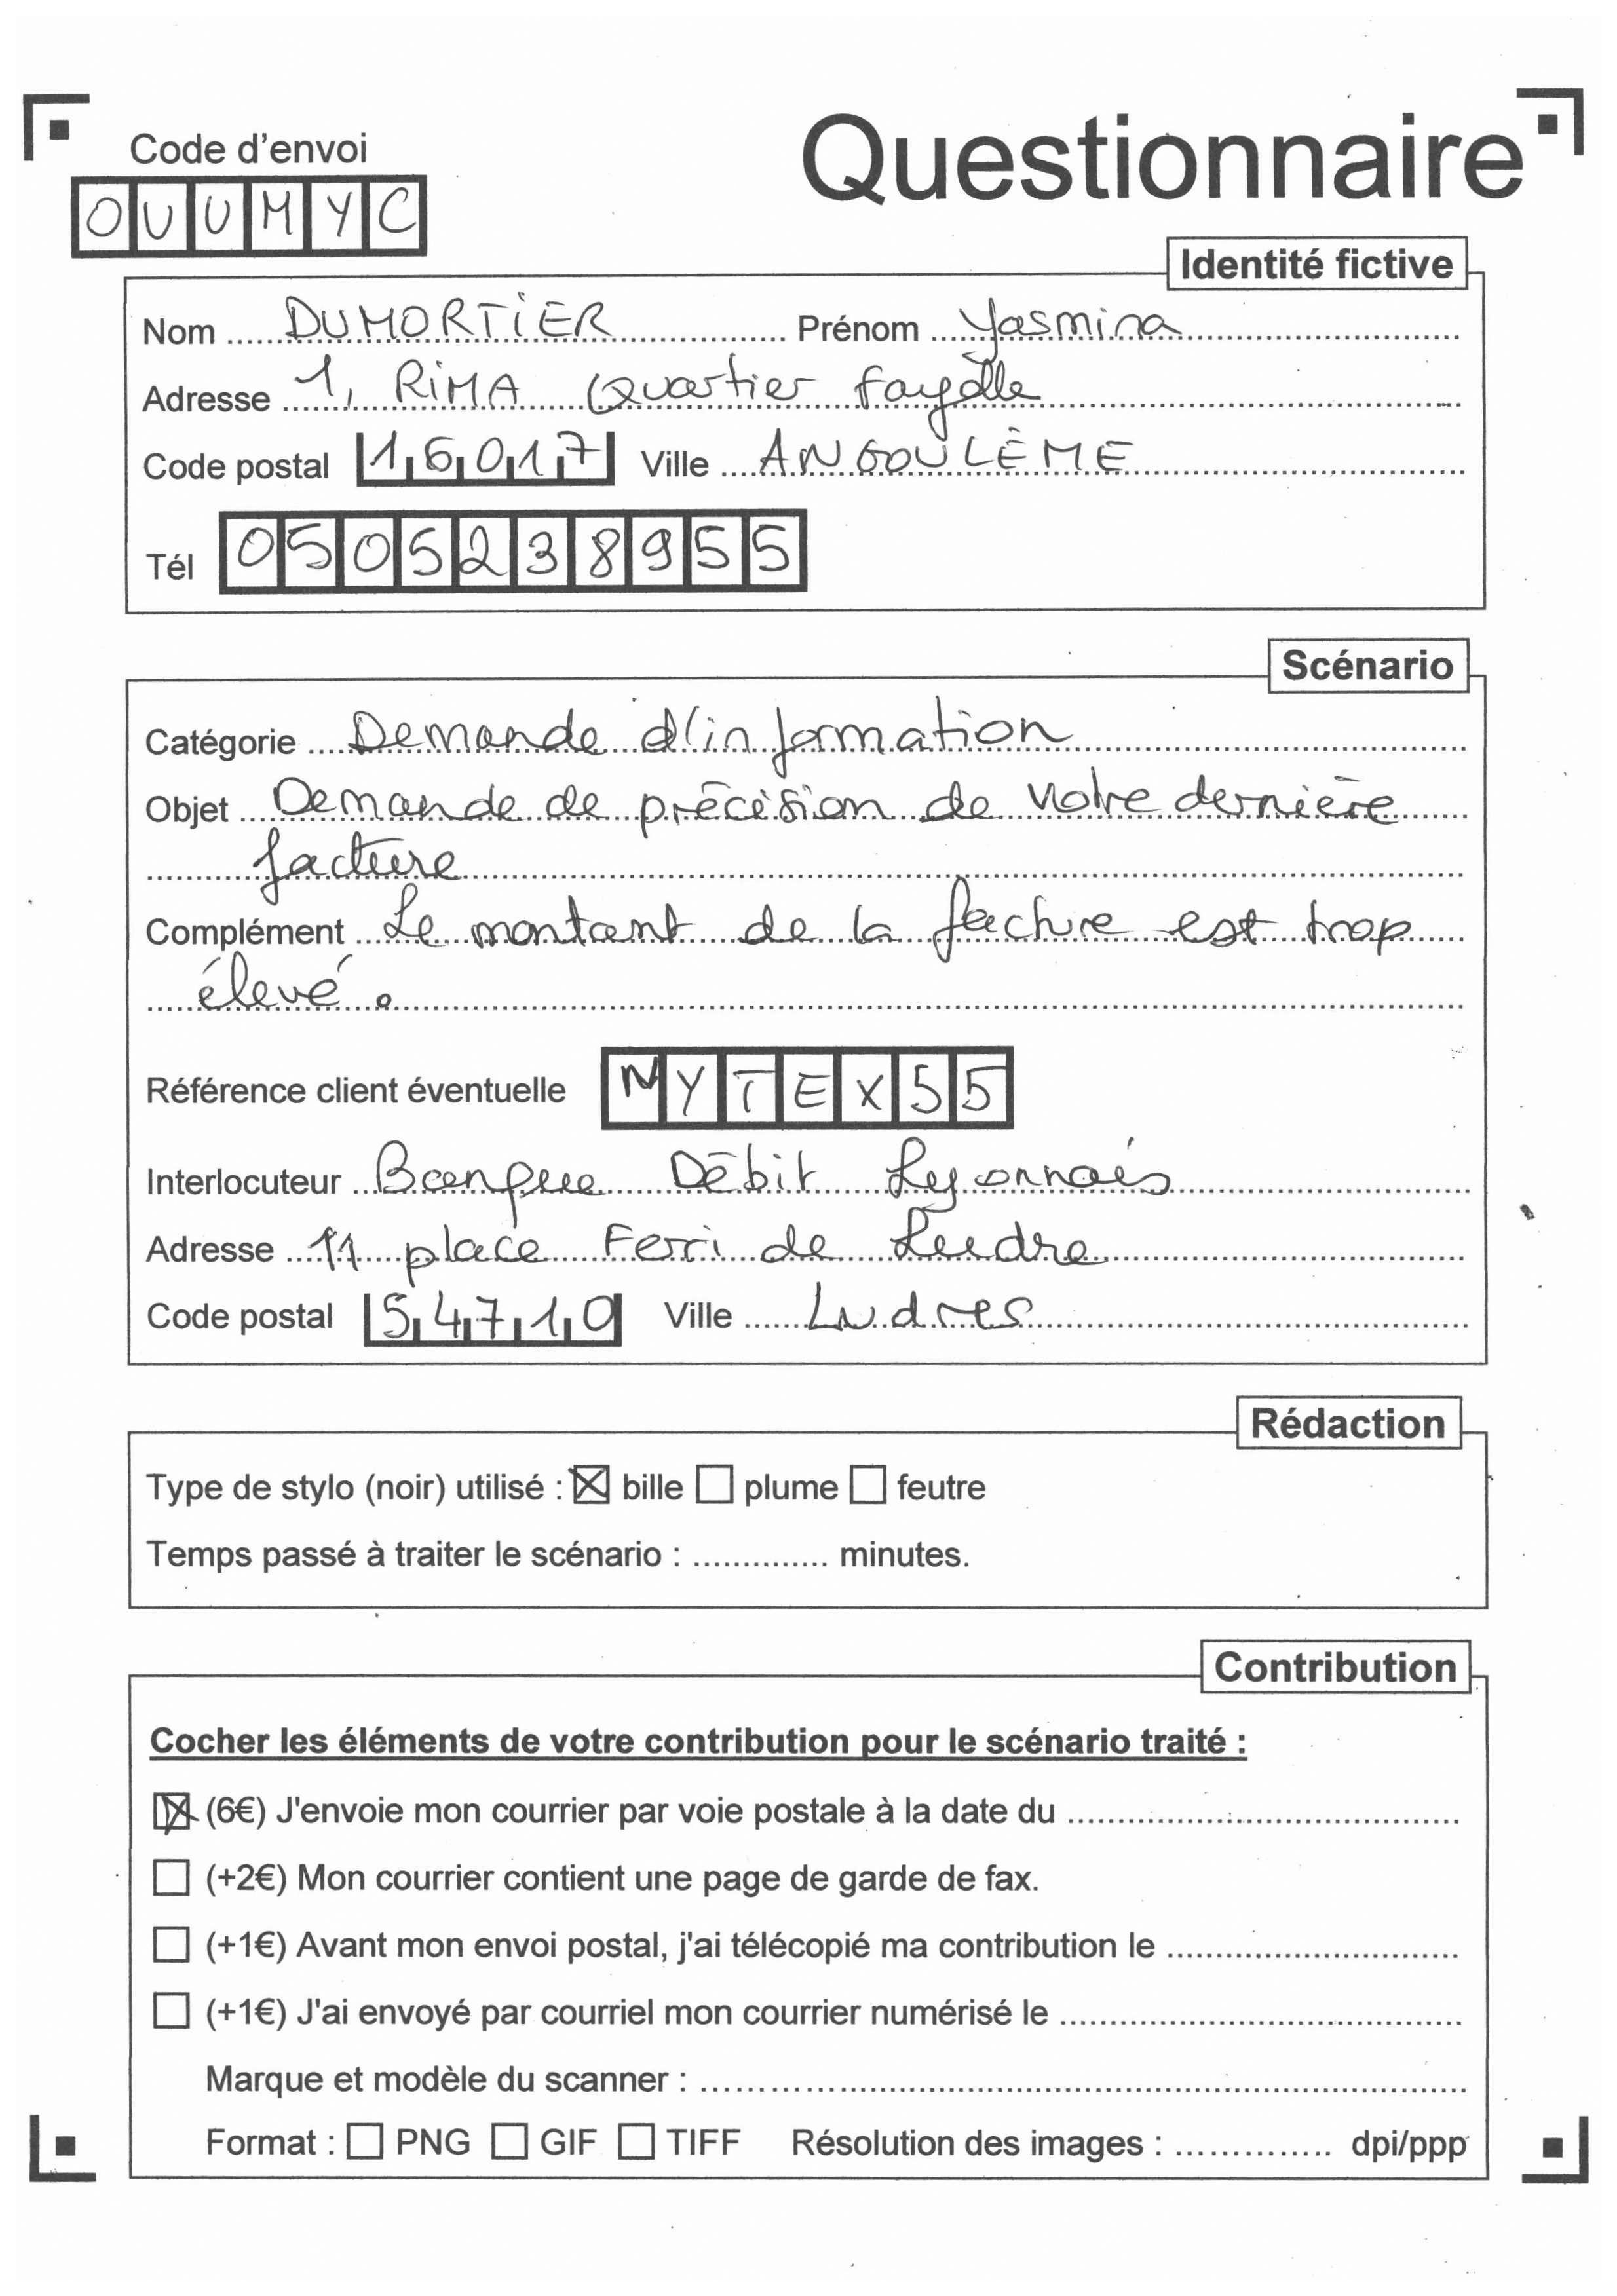 Questionnaire
Code d'envoi
OUUMYC
Identité fictive
Nom DUMORTIER Prénom Yasmina
Adresse 1, RIMA Quartier Fayolle
Code postal 16017 Ville ANGOULÊME
Tél 0505238955
Scénario
Catégorie Demande d'information
Objet Demande de précision de votre dernière
facture
Complément Le montant de la facture est trop
élevé.
Référence client éventuelle NYTEX55
Interlocuteur Banque Débit Lyonnais
Adresse 11 place Ferri de Ludre
Code postal 54710 Ville Ludres
Rédaction
Type de stylo (noir) utilisé : ☒ bille ☐ plume ☐ feutre
Temps passé à traiter le scénario : .............. minutes.
Contribution
Cocher les éléments de votre contribution pour le scénario traité :
☒ (6€) J'envoie mon courrier par voie postale à la date du ..............
☐ (+2€) Mon courrier contient une page de garde de fax.
☐ (+1€) Avant mon envoi postal, j'ai télécopié ma contribution le ..............
☐ (+1€) J'ai envoyé par courriel mon courrier numérisé le ..............
Marque et modèle du scanner : ..............
Format : ☐ PNG ☐ GIF ☐ TIFF Résolution des images : .............. dpi/ppp